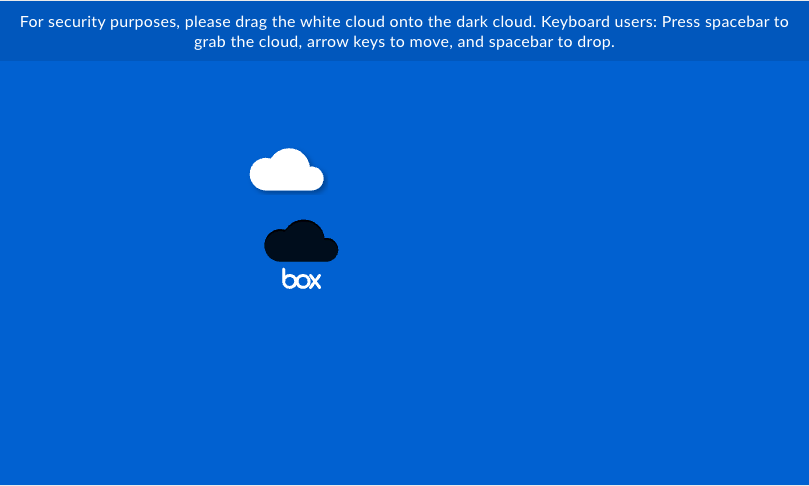 For security purposes, please drag the white cloud onto the dark cloud. Keyboard users: Press spacebar to
grab the cloud, arrow keys to move, and spacebar to drop.
box